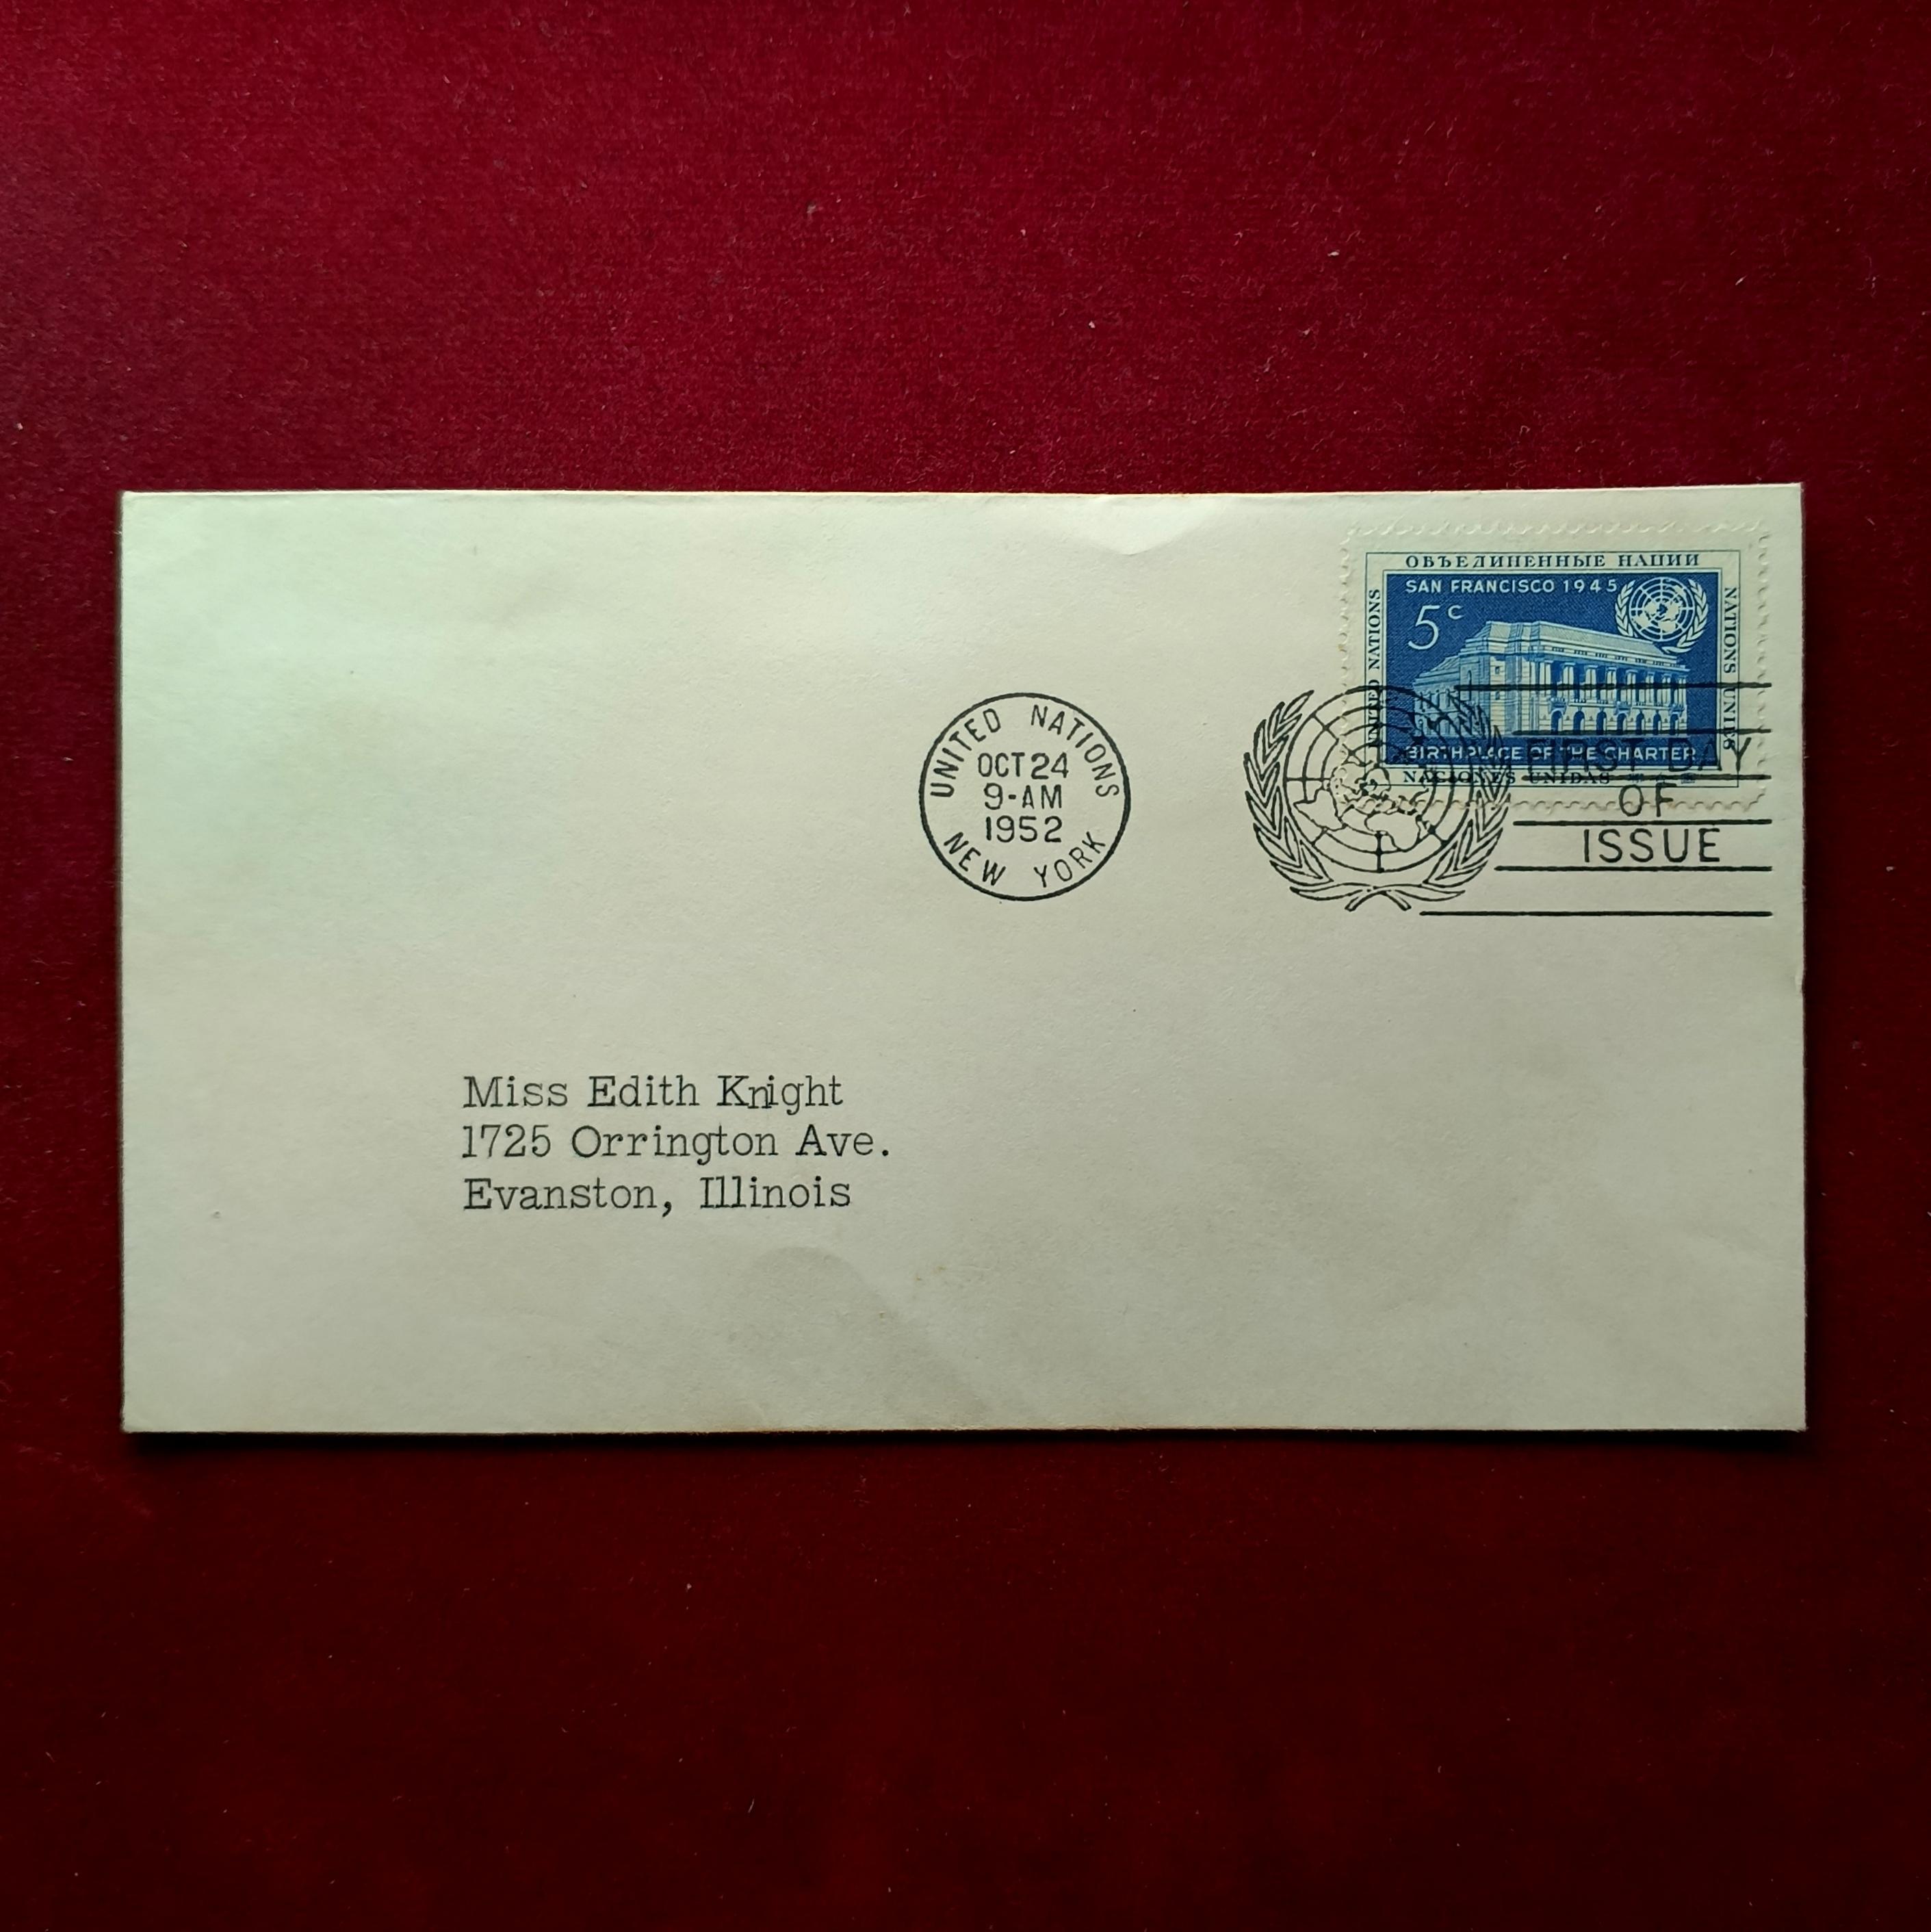 ОБЪЕДИНЕННЫЕ НАЦИИ
SAN FRANCISCO 1945
5c
UNITED NATIONS
NATIONS UNIES
BIRTHPLACE OF THE CHARTER
NACIONES UNIDAS
UNITED NATIONS
OCT 24
9-AM
1952
NEW YORK
FIRST DAY
OF
ISSUE
Miss Edith Knight
1725 Orrington Ave.
Evanston, Illinois